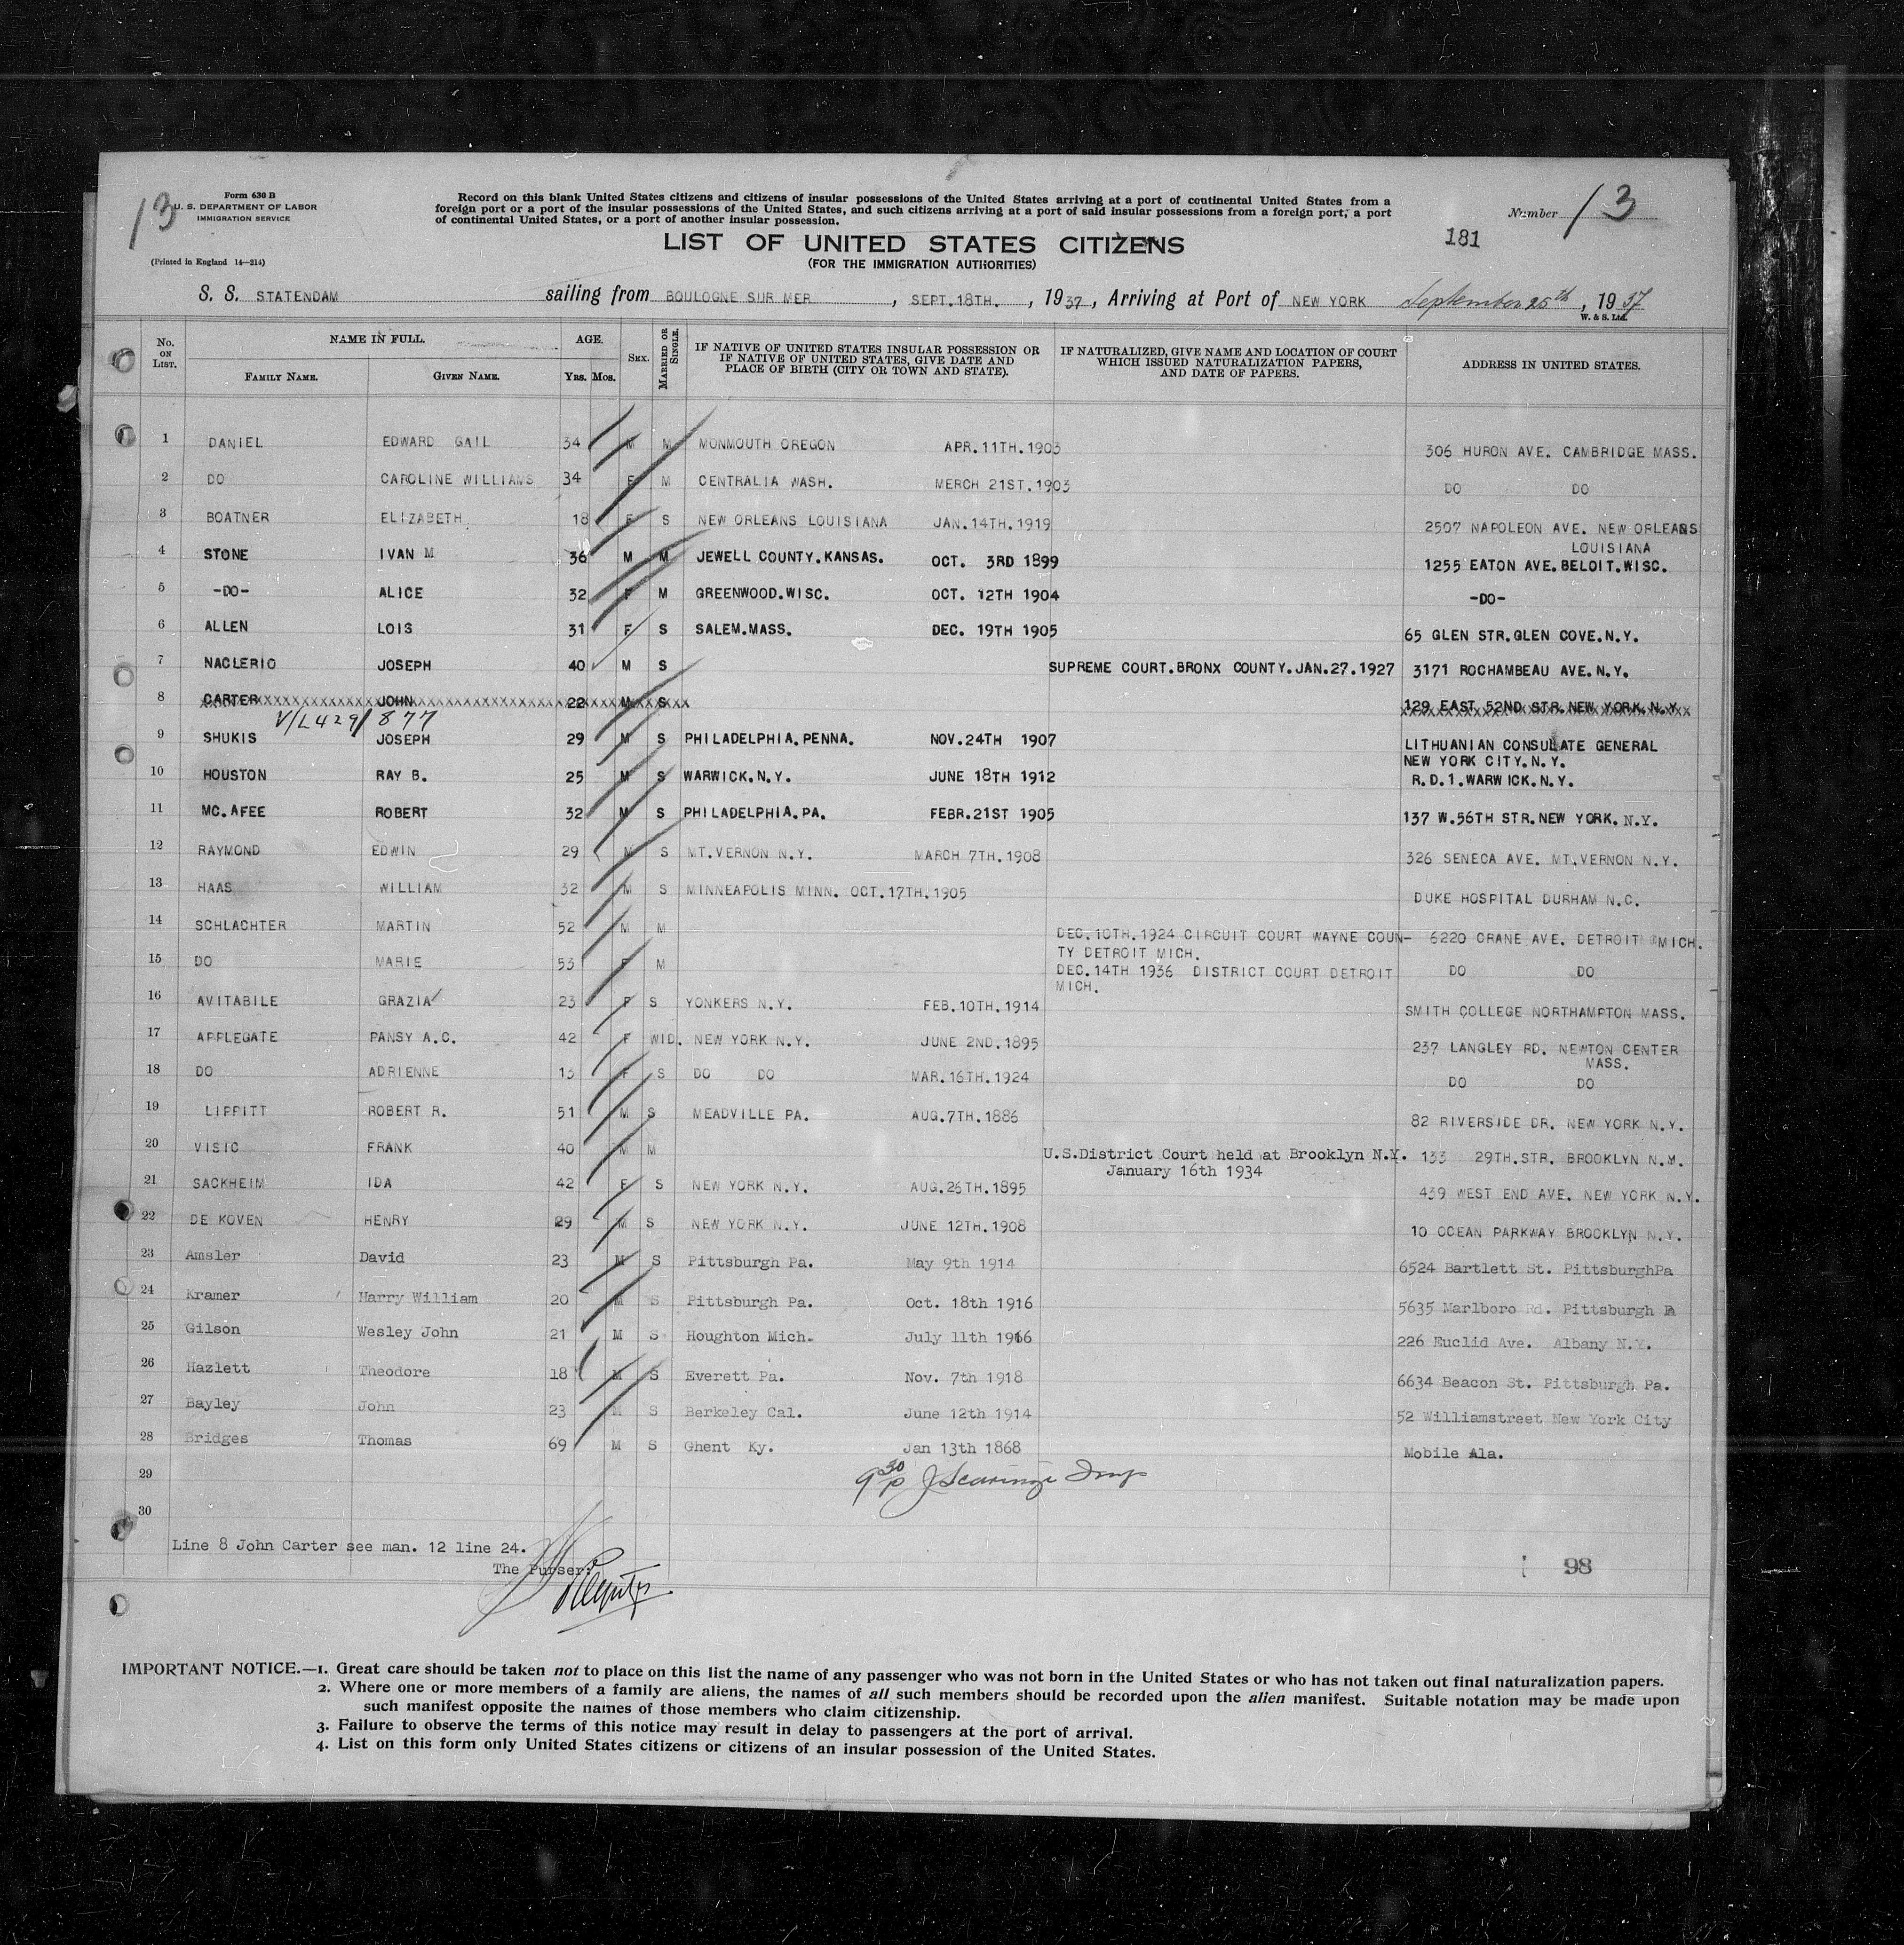 13
Form 630 B
U. S. DEPARTMENT OF LABOR
IMMIGRATION SERVICE
(Printed in England 14—214)
Record on this blank United States citizens and citizens of insular possessions of the United States arriving at a port of continental United States from a
foreign port or a port of the insular possessions of the United States, and such citizens arriving at a port of said insular possessions from a foreign port, a port
of continental United States, or a port of another insular possession.
Number 13
181
LIST OF UNITED STATES CITIZENS
(FOR THE IMMIGRATION AUTHORITIES)
S. S. STATENDAM sailing from BOULOGNE SUR MER , SEPT.18TH. , 1937 , Arriving at Port of NEW YORK September 25th , 1937
W. & S. Ltd.
No. ON LIST. NAME IN FULL. FAMILY NAME. GIVEN NAME. AGE. Yrs. Mos. SEX. MARRIED OR SINGLE. IF NATIVE OF UNITED STATES INSULAR POSSESSION OR IF NATIVE OF UNITED STATES, GIVE DATE AND PLACE OF BIRTH (CITY OR TOWN AND STATE). IF NATURALIZED, GIVE NAME AND LOCATION OF COURT WHICH ISSUED NATURALIZATION PAPERS, AND DATE OF PAPERS. ADDRESS IN UNITED STATES.
1 DANIEL EDWARD GAIL 34 M M MONMOUTH OREGON APR.11TH.1903 306 HURON AVE. CAMBRIDGE MASS.
2 DO CAROLINE WILLIAMS 34 F M CENTRALIA WASH. MERCH 21ST.1903 DO DO
3 BOATNER ELIZABETH 18 F S NEW ORLEANS LOUISIANA JAN.14TH.1919 2507 NAPOLEON AVE. NEW ORLEANS
LOUISIANA
4 STONE IVAN M 36 M M JEWELL COUNTY.KANSAS. OCT. 3RD 1899 1255 EATON AVE.BELOIT.WISC.
5 -DO- ALICE 32 F M GREENWOOD.WISC. OCT. 12TH 1904 -DO-
6 ALLEN LOIS 31 F S SALEM.MASS. DEC. 19TH 1905 65 GLEN STR.GLEN COVE.N.Y.
7 NACLERIO JOSEPH 40 M S SUPREME COURT.BRONX COUNTY.JAN.27.1927 3171 ROCHAMBEAU AVE.N.Y.
8 CARTER JOHN 22 M S 129 EAST 52ND STR.NEW YORK.N.Y.
V/L429/877
9 SHUKIS JOSEPH 29 M S PHILADELPHIA.PENNA. NOV.24TH 1907 LITHUANIAN CONSULATE GENERAL
NEW YORK CITY.N.Y.
10 HOUSTON RAY B. 25 M S WARWICK.N.Y. JUNE 18TH 1912 R.D.1.WARWICK.N.Y.
11 MC.AFEE ROBERT 32 M S PHILADELPHIA.PA. FEBR.21ST 1905 137 W.56TH STR.NEW YORK.N.Y.
12 RAYMOND EDWIN 29 M S MT.VERNON N.Y. MARCH 7TH.1908 326 SENECA AVE. MT.VERNON N.Y.
13 HAAS WILLIAM 32 M S MINNEAPOLIS MINN. OCT.17TH.1905 DUKE HOSPITAL DURHAM N.C.
14 SCHLACHTER MARTIN 52 M M DEC.10TH.1924 CIRCUIT COURT WAYNE COUN- 6220 CRANE AVE. DETROIT MICH.
TY DETROIT MICH.
15 DO MARIE 53 F M DEC.14TH 1936 DISTRICT COURT DETROIT DO DO
MICH.
16 AVITABILE GRAZIA 23 F S YONKERS N.Y. FEB.10TH.1914 SMITH COLLEGE NORTHAMPTON MASS.
17 APPLEGATE PANSY A.C. 42 F WID. NEW YORK N.Y. JUNE 2ND.1895 237 LANGLEY RD. NEWTON CENTER
MASS.
18 DO ADRIENNE 13 F S DO DO MAR.16TH.1924 DO DO
19 LIPPITT ROBERT R. 51 M S MEADVILLE PA. AUG.7TH.1886 82 RIVERSIDE DR. NEW YORK N.Y.
20 VISIC FRANK 40 M M U.S.District Court held at Brooklyn N.Y. 133 29TH.STR. BROOKLYN N.Y.
January 16th 1934
21 SACKHEIM IDA 42 F S NEW YORK N.Y. AUG.26TH.1895 439 WEST END AVE. NEW YORK N.Y.
22 DE KOVEN HENRY 29 M S NEW YORK N.Y. JUNE 12TH.1908 10 OCEAN PARKWAY BROOKLYN N.Y.
23 Amsler David 23 M S Pittsburgh Pa. May 9th 1914 6524 Bartlett St. PittsburghPa
24 Kramer Harry William 20 M S Pittsburgh Pa. Oct. 18th 1916 5635 Marlboro Rd. Pittsburgh Pa
25 Gilson Wesley John 21 M S Houghton Mich. July 11th 1916 226 Euclid Ave. Albany N.Y.
26 Hazlett Theodore 18 M S Everett Pa. Nov. 7th 1918 6634 Beacon St. Pittsburgh Pa.
27 Bayley John 23 M S Berkeley Cal. June 12th 1914 52 Williamstreet New York City
28 Bridges Thomas 69 M S Ghent Ky. Jan 13th 1868 Mobile Ala.
29
9 30 p
30
Line 8 John Carter see man. 12 line 24.
The Purser:
98
IMPORTANT NOTICE.—1. Great care should be taken not to place on this list the name of any passenger who was not born in the United States or who has not taken out final naturalization papers.
2. Where one or more members of a family are aliens, the names of all such members should be recorded upon the alien manifest. Suitable notation may be made upon
such manifest opposite the names of those members who claim citizenship.
3. Failure to observe the terms of this notice may result in delay to passengers at the port of arrival.
4. List on this form only United States citizens or citizens of an insular possession of the United States.